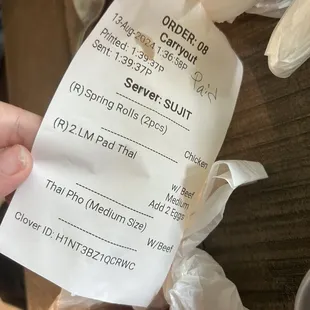 ORDER: 08
Carryout
13-Aug-2024 1:36:58P
Printed: 1:39:37P
Sent: 1:39:37P
Paid
Server: SUJIT
(R)Spring Rolls (2pcs)
Chicken
(R)2.LM Pad Thai
W/ Beef
Medium
Add 2 Eggs
Thai Pho (Medium Size)
W/Beef
Clover ID: H1NT3BZ1QCRWC